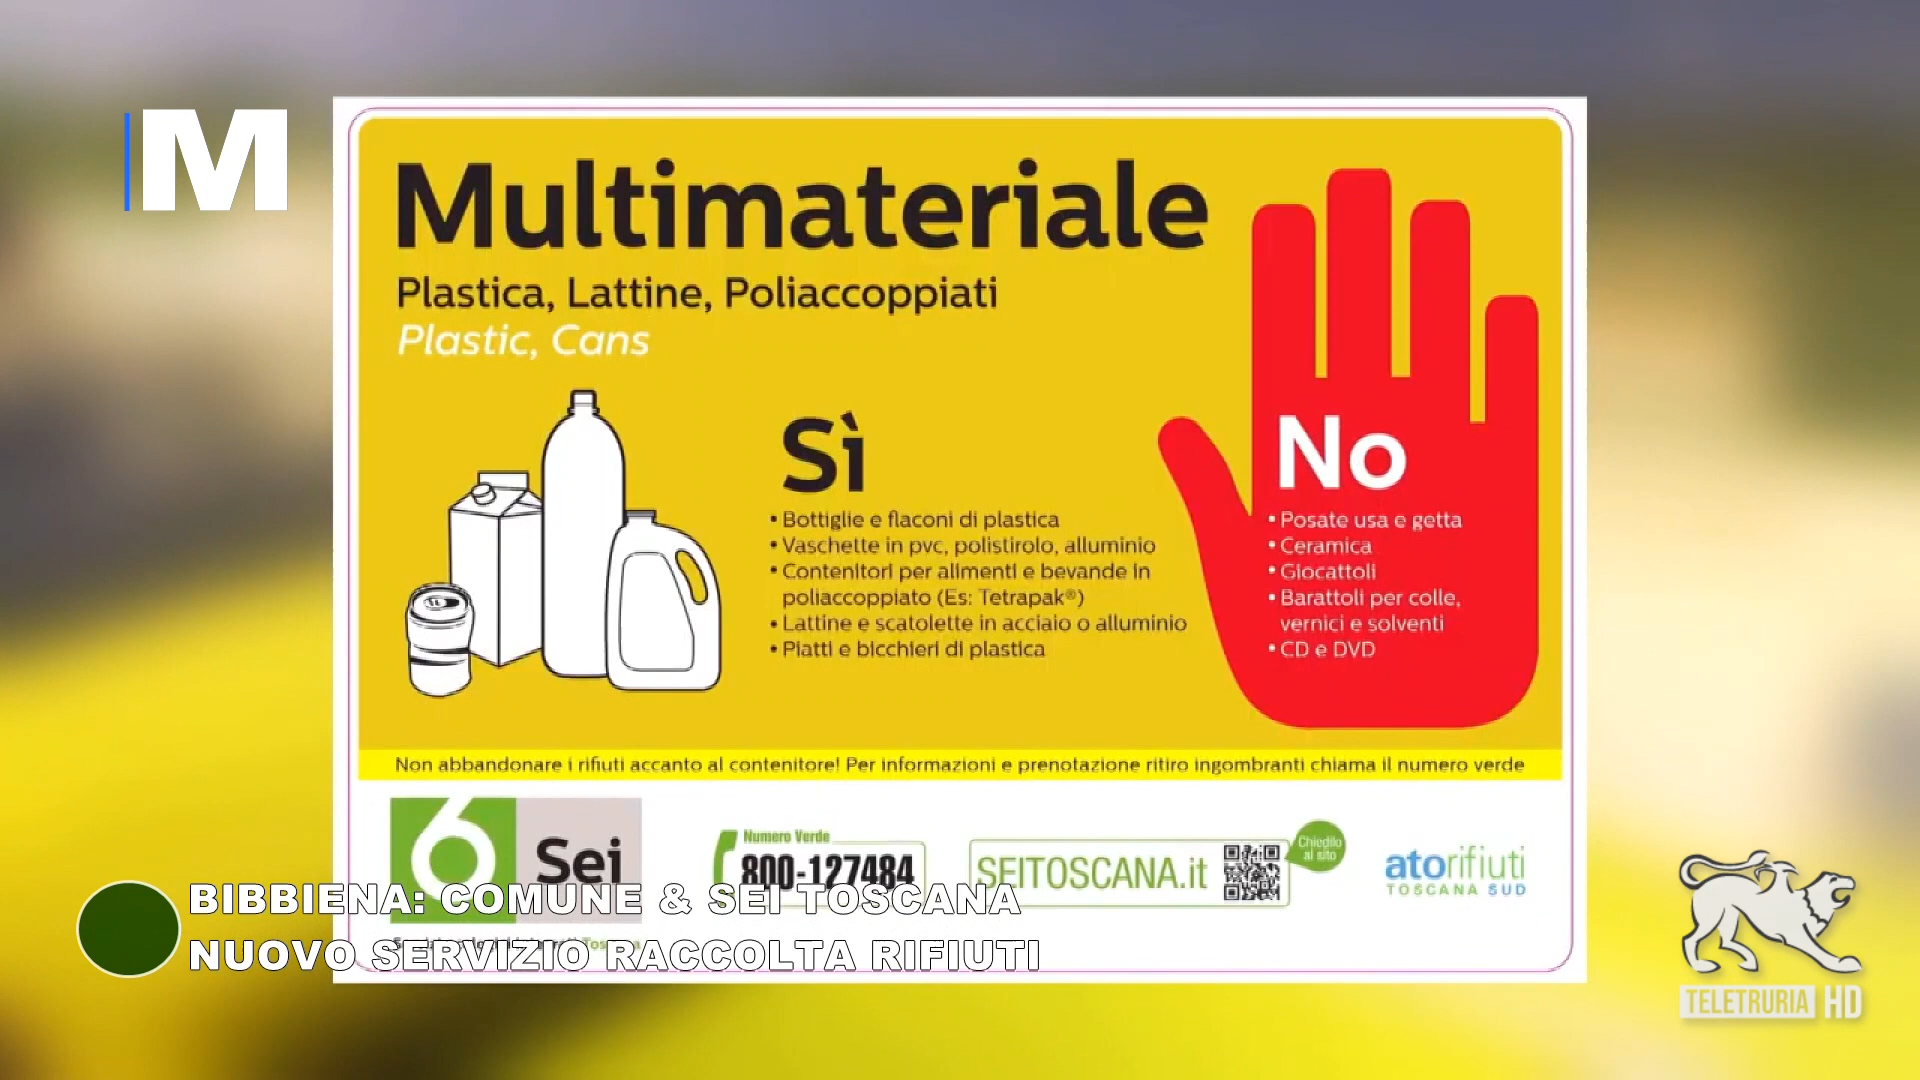 M
Multimateriale
Plastica, Lattine, Poliaccoppiati
Plastic, Cans
Sì
• Bottiglie e flaconi di plastica
• Vaschette in pvc, polistirolo, alluminio
• Contenitori per alimenti e bevande in
poliaccoppiato (Es: Tetrapak®)
• Lattine e scatolette in acciaio o alluminio
• Piatti e bicchieri di plastica
No
• Posate usa e getta
• Ceramica
• Giocattoli
• Barattoli per colle,
vernici e solventi
• CD e DVD
Non abbandonare i rifiuti accanto al contenitore! Per informazioni e prenotazione ritiro ingombranti chiama il numero verde
6 Sei
Numero Verde
800-127484
SEITOSCANA.it
Chiedilo
al sito
atorifiuti
TOSCANA SUD
BIBBIENA: COMUNE & SEI TOSCANA
NUOVO SERVIZIO RACCOLTA RIFIUTI
TELETRURIA HD